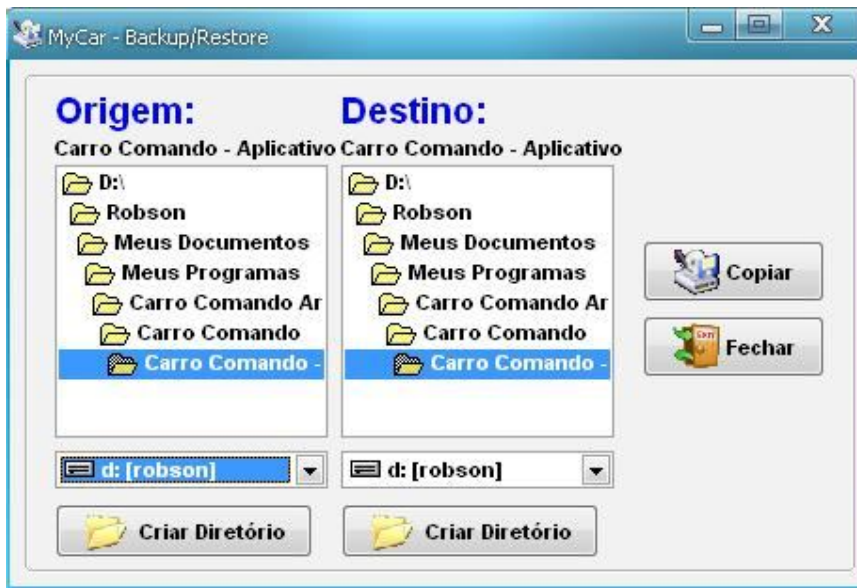 MyCar - Backup/Restore
Origem:
Destino:
Carro Comando - Aplicativo
Carro Comando - Aplicativo
D:\
Robson
Meus Documentos
Meus Programas
Carro Comando Ar
Carro Comando
Carro Comando -
D:\
Robson
Meus Documentos
Meus Programas
Carro Comando Ar
Carro Comando
Carro Comando -
Copiar
Fechar
d: [robson]
d: [robson]
Criar Diretório
Criar Diretório